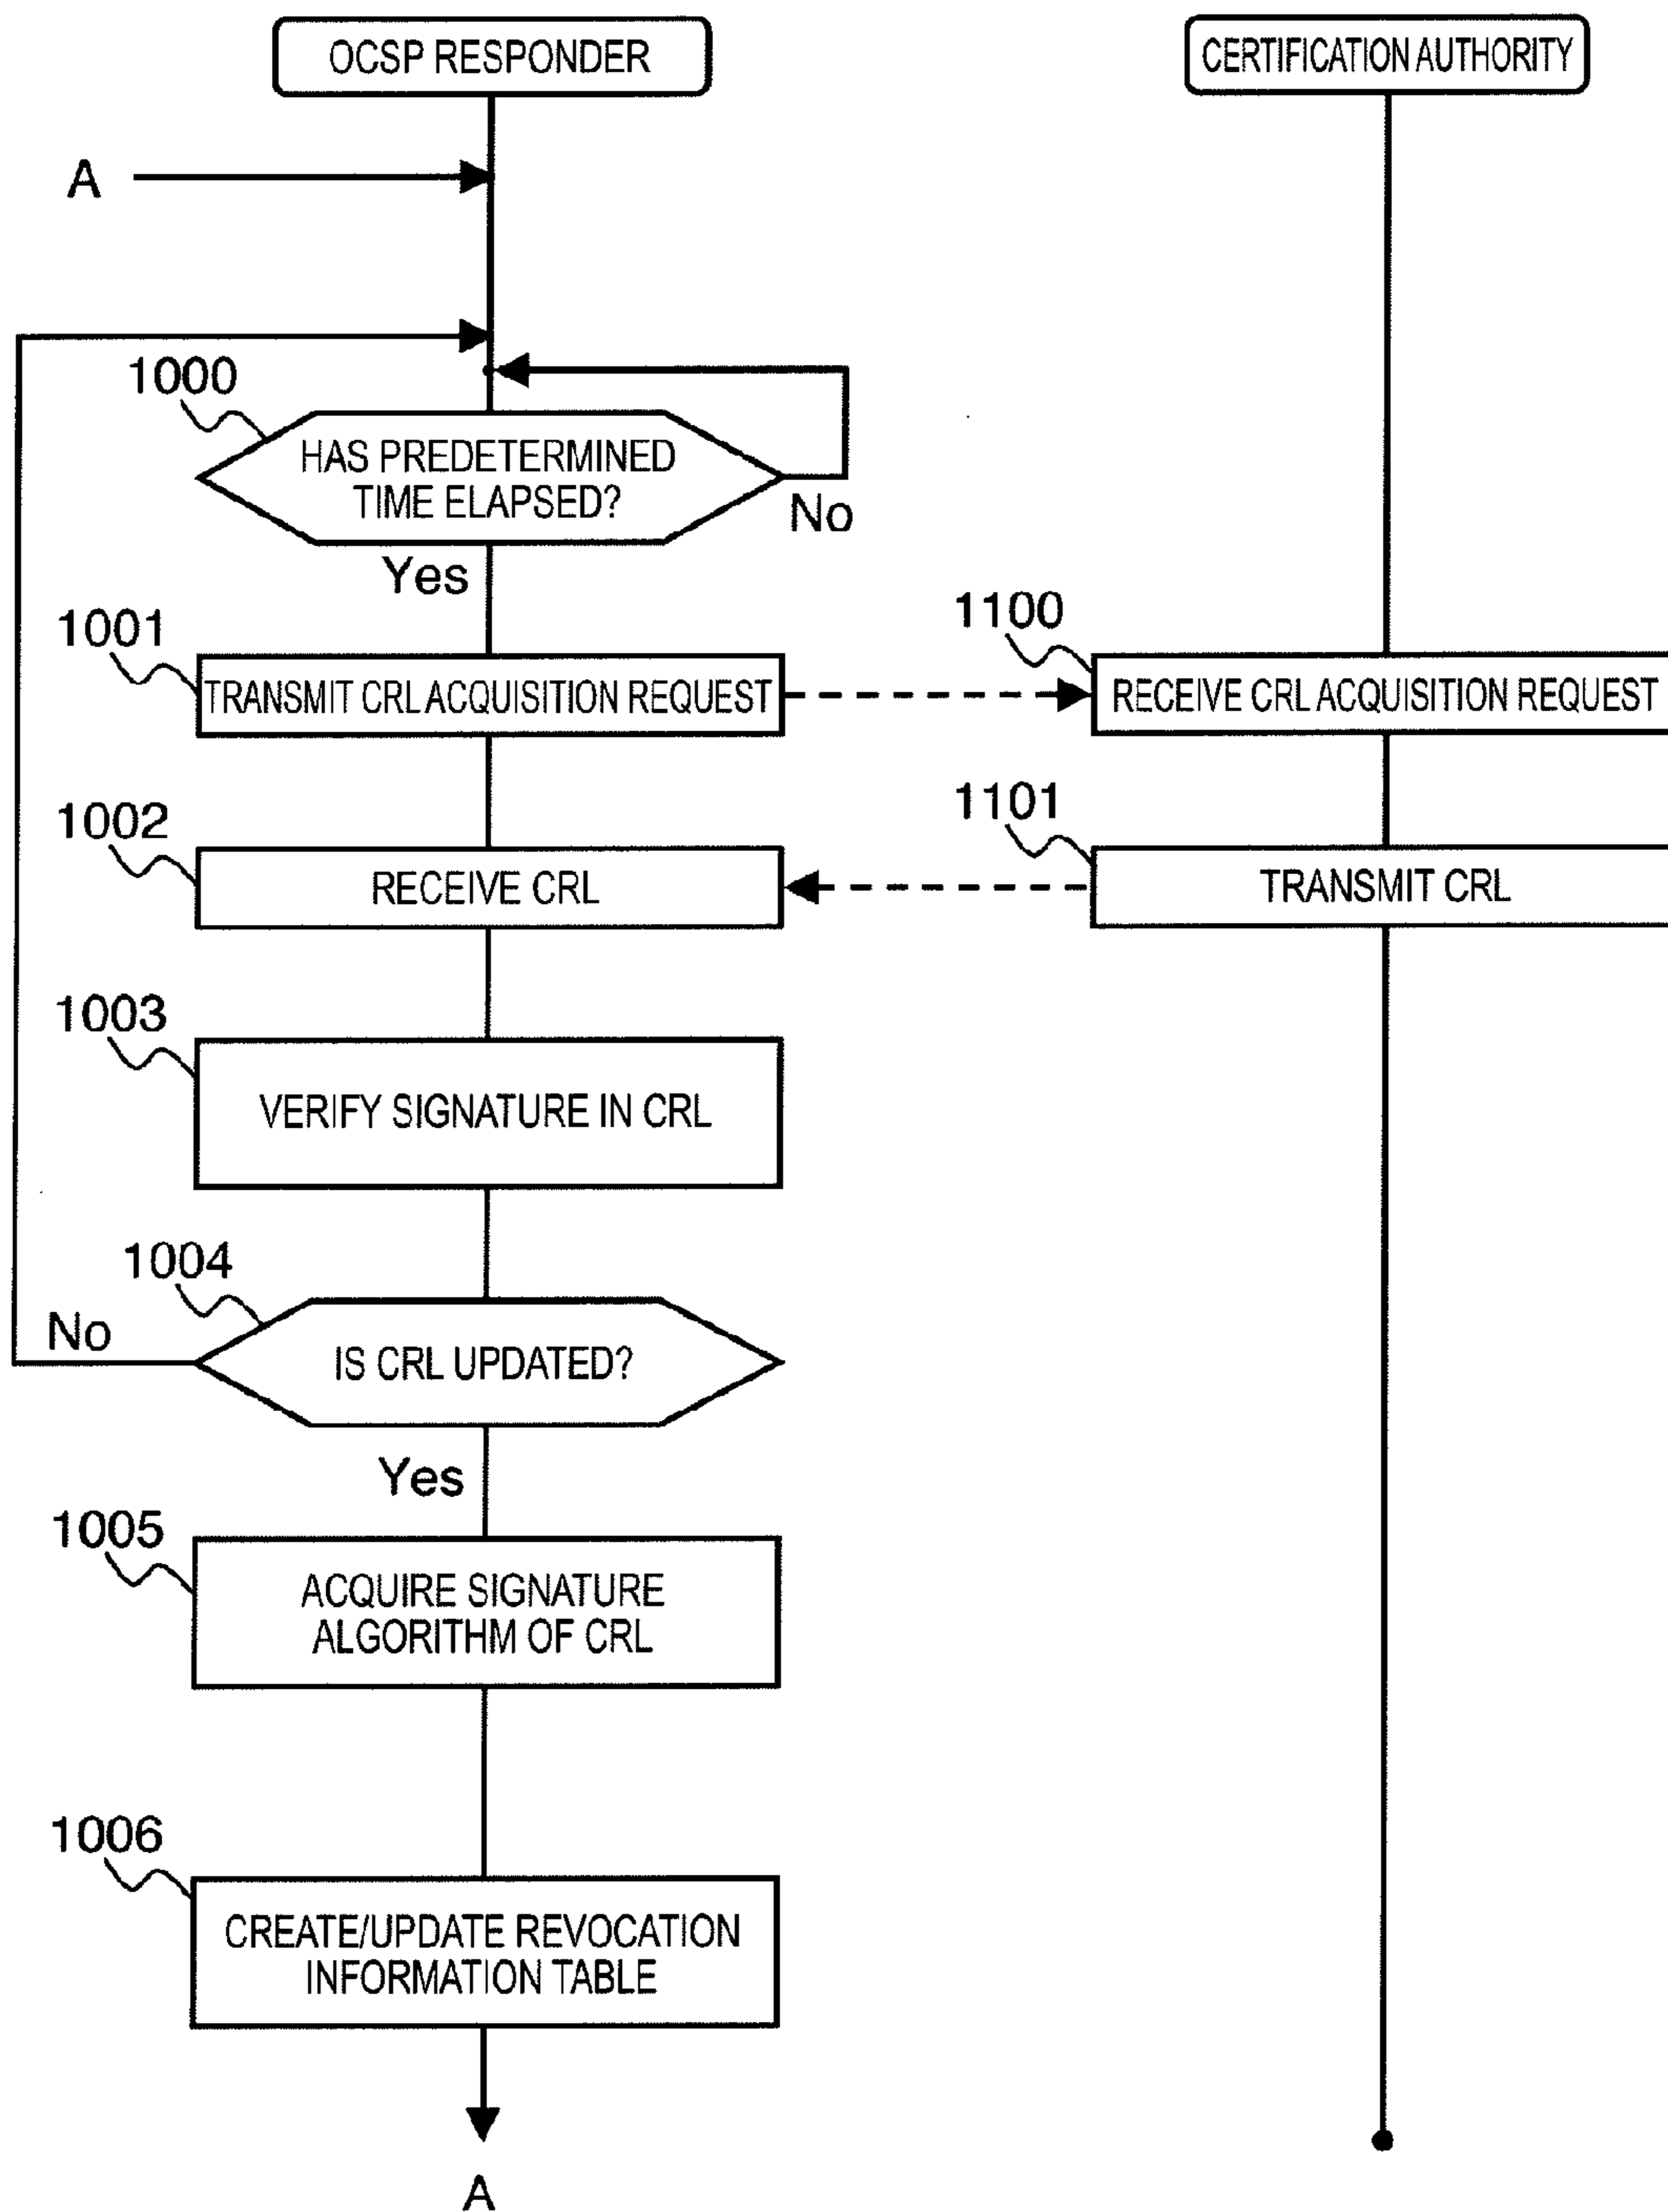 OCSP RESPONDER
CERTIFICATION AUTHORITY
A
1000
HAS PREDETERMINED
TIME ELAPSED?
No
Yes
1001
TRANSMIT CRL ACQUISITION REQUEST
1100
RECEIVE CRL ACQUISITION REQUEST
1002
RECEIVE CRL
1101
TRANSMIT CRL
1003
VERIFY SIGNATURE IN CRL
1004
No
IS CRL UPDATED?
Yes
1005
ACQUIRE SIGNATURE
ALGORITHM OF CRL
1006
CREATE/UPDATE REVOCATION
INFORMATION TABLE
A